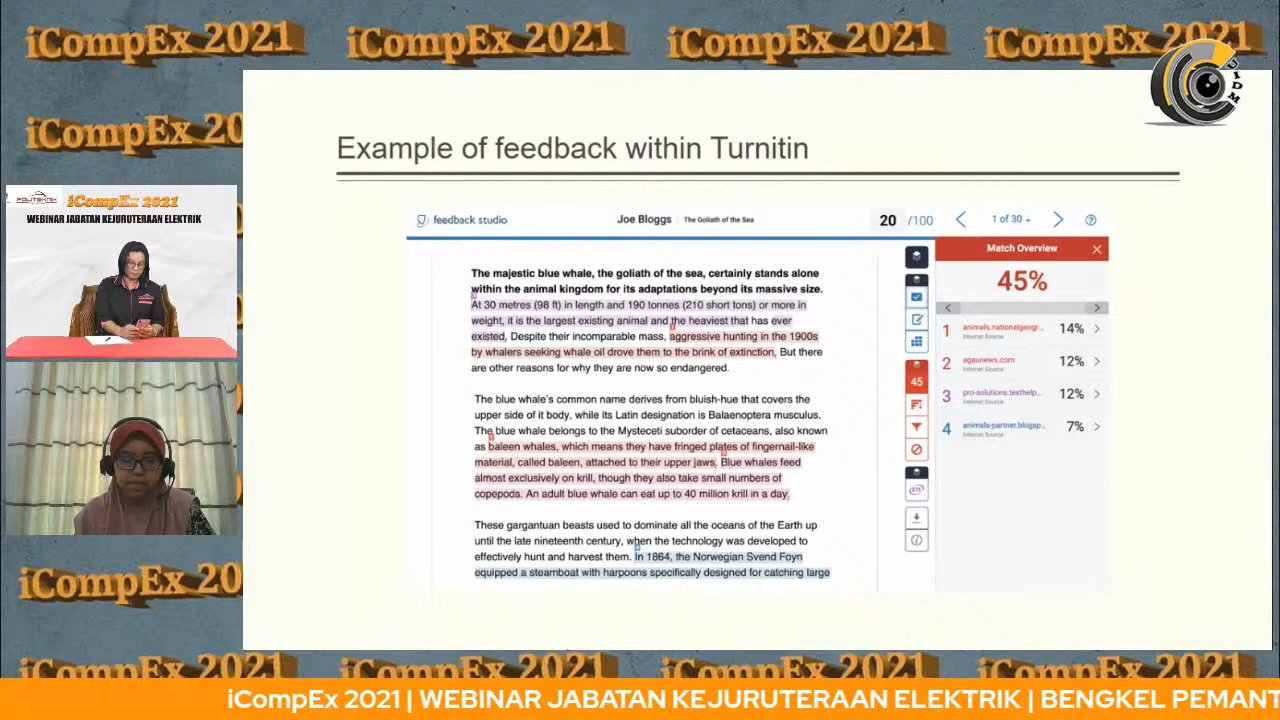 iCompEx 2021 iCompEx 2021 iCompEx 2021 iCompEx 2021
iCompEx 20
UIDM
Example of feedback within Turnitin
POLITEKNIK
iCompEx 2021
WEBINAR JABATAN KEJURUTERAAN ELEKTRIK
feedback studio
Joe Bloggs
The Goliath of the Sea
20 /100
1 of 30
The majestic blue whale, the goliath of the sea, certainly stands alone
within the animal kingdom for its adaptations beyond its massive size.
At 30 metres (98 ft) in length and 190 tonnes (210 short tons) or more in
weight, it is the largest existing animal and the heaviest that has ever
existed. Despite their incomparable mass, aggressive hunting in the 1900s
by whalers seeking whale oil drove them to the brink of extinction. But there
are other reasons for why they are now so endangered.
The blue whale's common name derives from bluish-hue that covers the
upper side of it body, while its Latin designation is Balaenoptera musculus.
The blue whale belongs to the Mysteceti suborder of cetaceans, also known
as baleen whales, which means they have fringed plates of fingernail-like
material, called baleen, attached to their upper jaws. Blue whales feed
almost exclusively on krill, though they also take small numbers of
copepods. An adult blue whale can eat up to 40 million krill in a day.
These gargantuan beasts used to dominate all the oceans of the Earth up
until the late nineteenth century, when the technology was developed to
effectively hunt and harvest them. In 1864, the Norwegian Svend Foyn
equipped a steamboat with harpoons specifically designed for catching large
45
ETS
Match Overview
45%
1 animals.nationalgeogr... 14%
Internet Source
2 agaunews.com 12%
Internet Source
3 pro-solutions.texthelp... 12%
Internet Source
4 animals-partner.blogsp... 7%
Internet Source
iCompEx 20
iCompEx 2021 iCompEx 2021 iCompEx 2021 iCompEx 2021
iCompEx 2021 | WEBINAR JABATAN KEJURUTERAAN ELEKTRIK | BENGKEL PEMANT